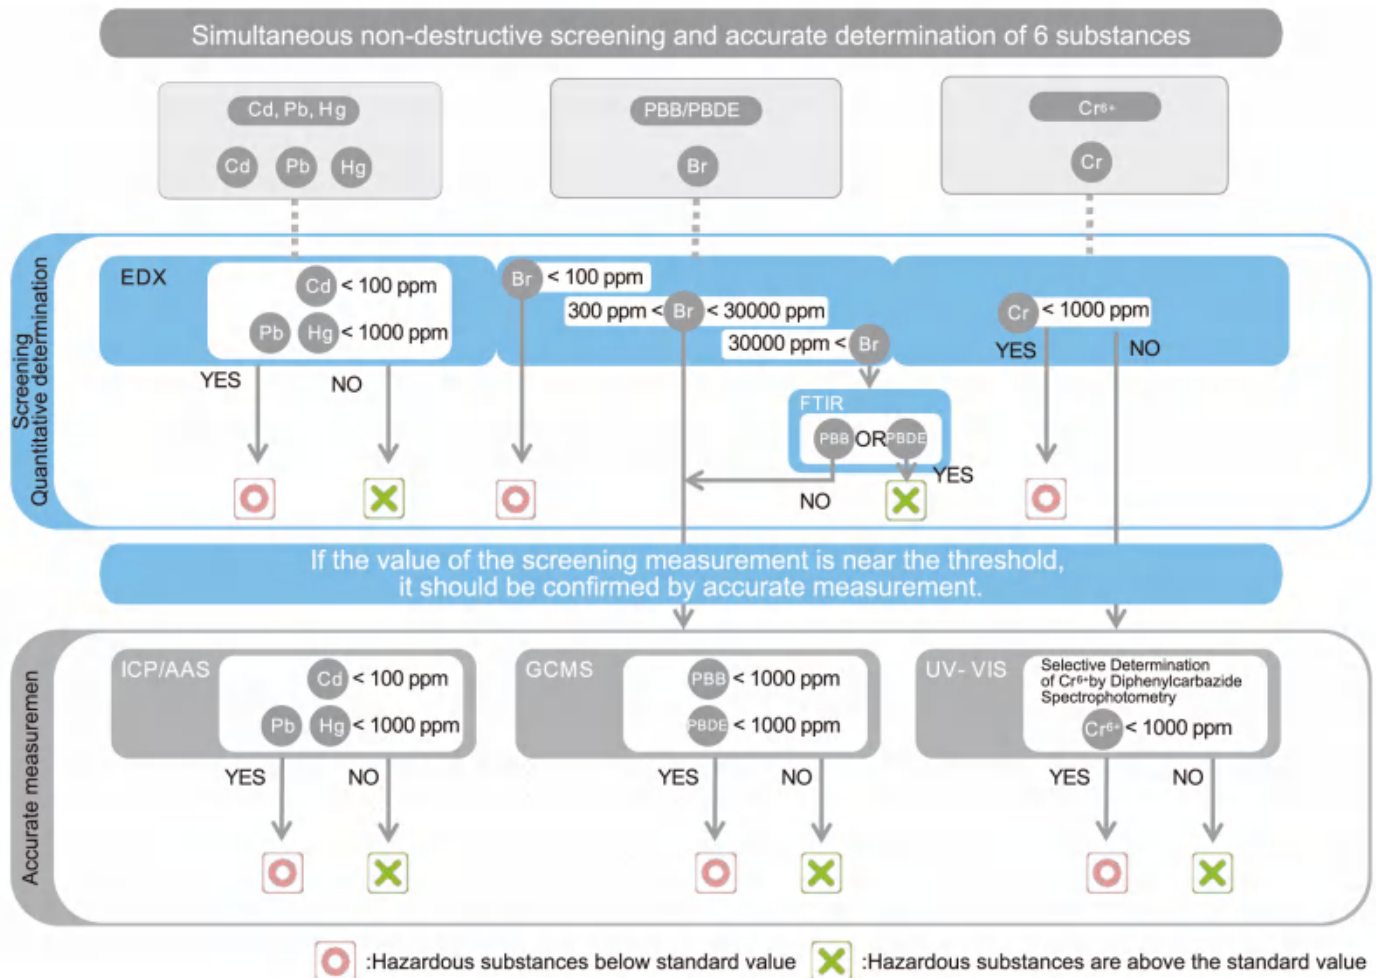 Simultaneous non-destructive screening and accurate determination of 6 substances
Cd, Pb, Hg
Cd Pb Hg
PBB/PBDE
Br
Cr⁶⁺
Cr
Screening
Quantitative determination
EDX
Cd < 100 ppm
Pb Hg < 1000 ppm
YES
NO
Br < 100 ppm
300 ppm < Br < 30000 ppm
30000 ppm < Br
FTIR
PBB OR PBDE
NO
YES
Cr < 1000 ppm
YES
NO
If the value of the screening measurement is near the threshold,
it should be confirmed by accurate measurement.
Accurate measuremen
ICP/AAS
Cd < 100 ppm
Pb Hg < 1000 ppm
YES
NO
GCMS
PBB < 1000 ppm
PBDE < 1000 ppm
YES
NO
UV- VIS
Selective Determination
of Cr⁶⁺by Diphenylcarbazide
Spectrophotometry
Cr⁶⁺ < 1000 ppm
YES
NO
:Hazardous substances below standard value
:Hazardous substances are above the standard value